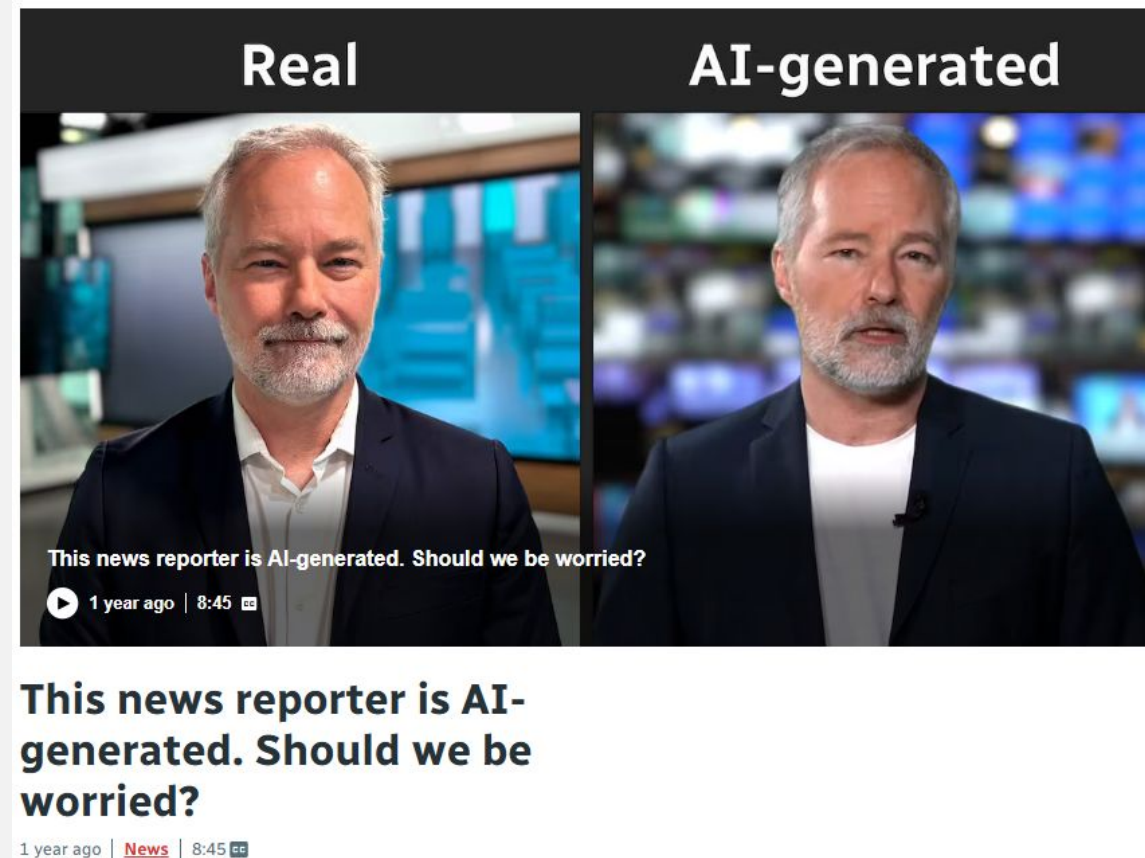 Real
AI-generated
This news reporter is AI-generated. Should we be worried?
1 year ago | 8:45 CC
This news reporter is AI-
generated. Should we be
worried?
1 year ago | News | 8:45 CC